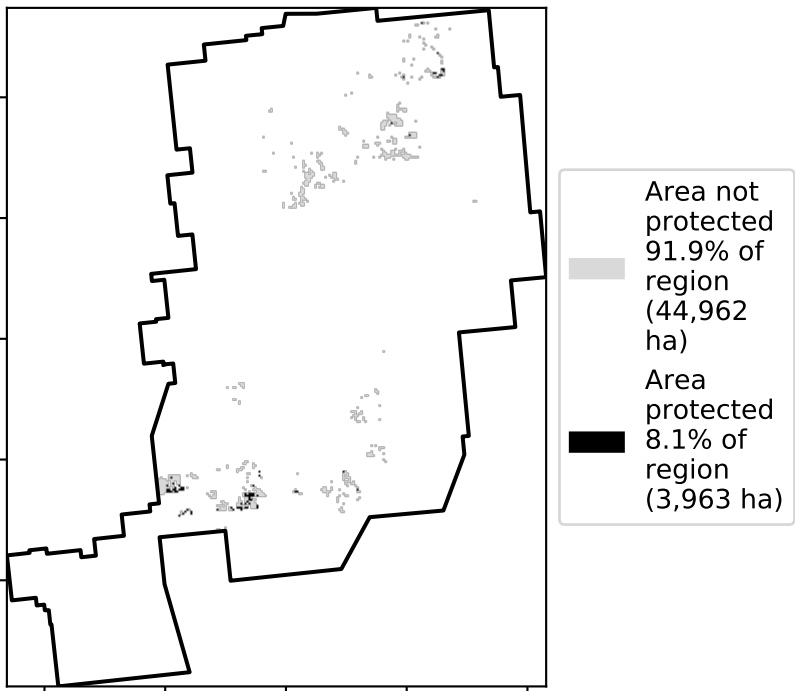 Area not
protected
91.9% of
region
(44,962
ha)
Area
protected
8.1% of
region
(3,963 ha)